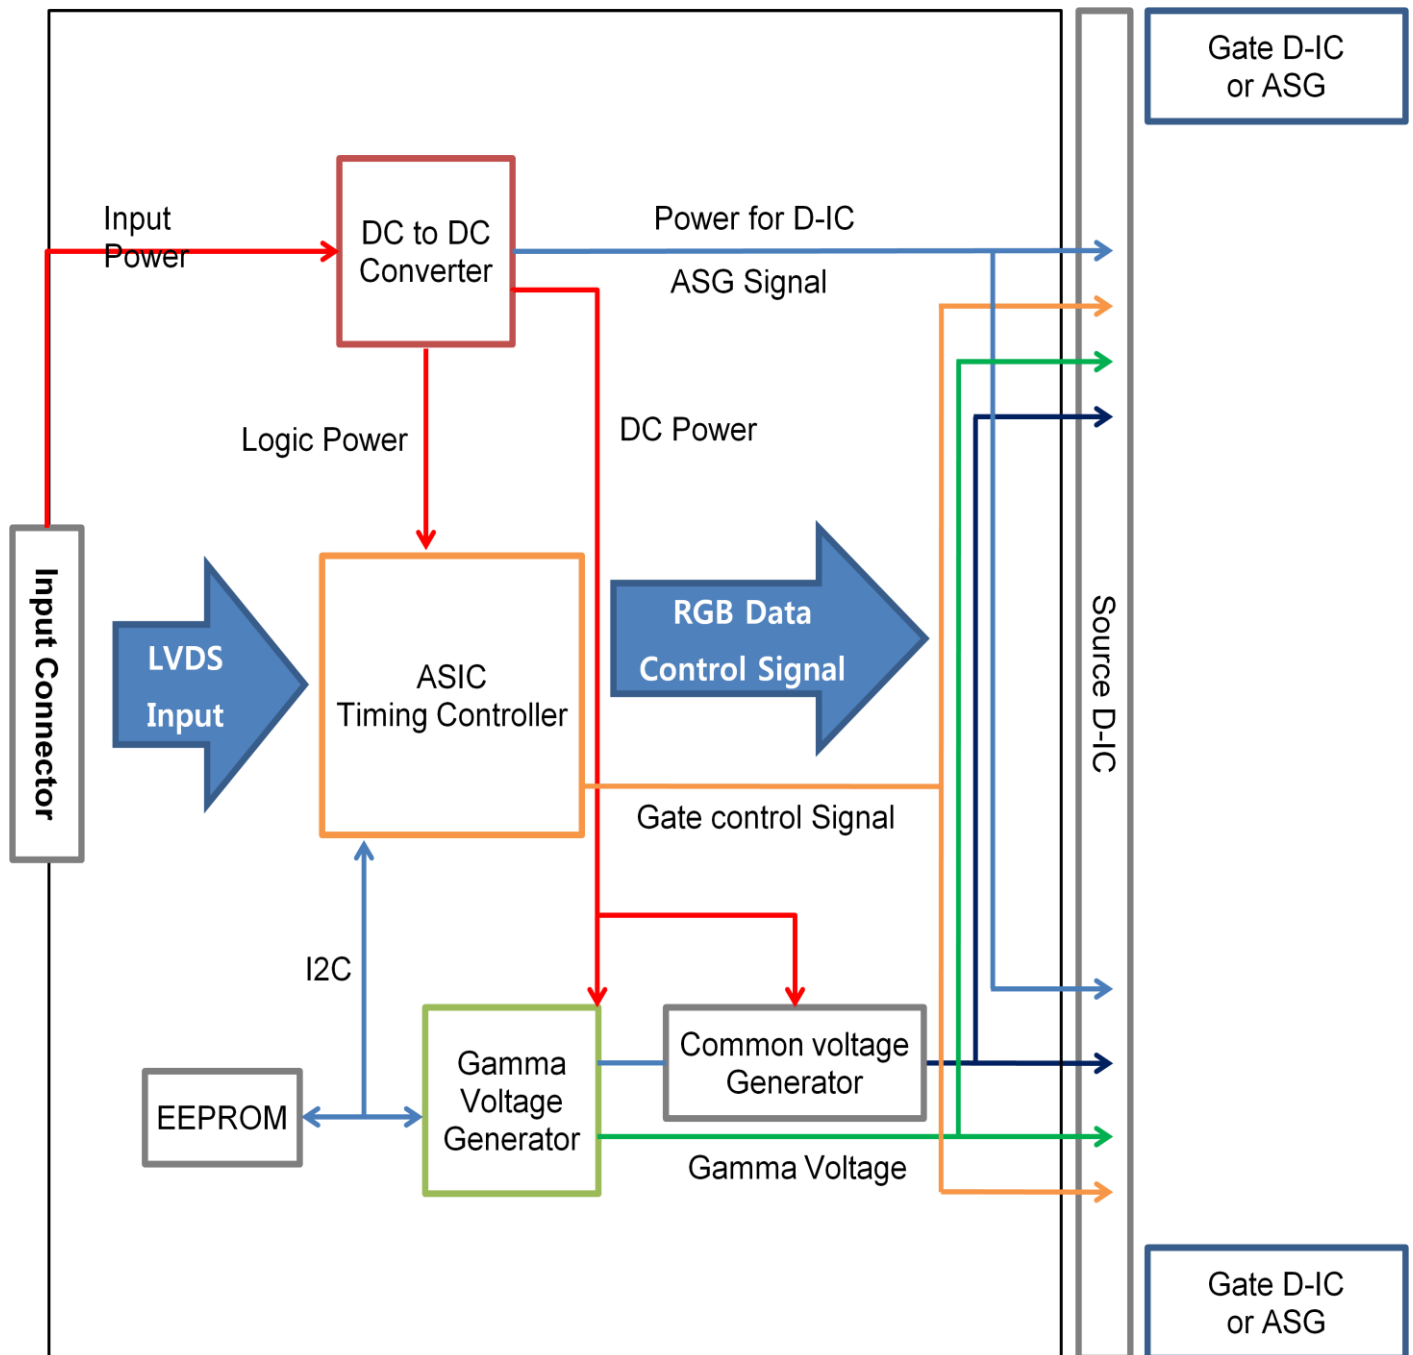 Gate D-IC
or ASG
Input
Power
DC to DC
Converter
Power for D-IC
ASG Signal
Logic Power
DC Power
Input Connector
LVDS
Input
ASIC
Timing Controller
RGB Data
Control Signal
Source D-IC
Gate control Signal
I2C
EEPROM
Gamma
Voltage
Generator
Common voltage
Generator
Gamma Voltage
Gate D-IC
or ASG